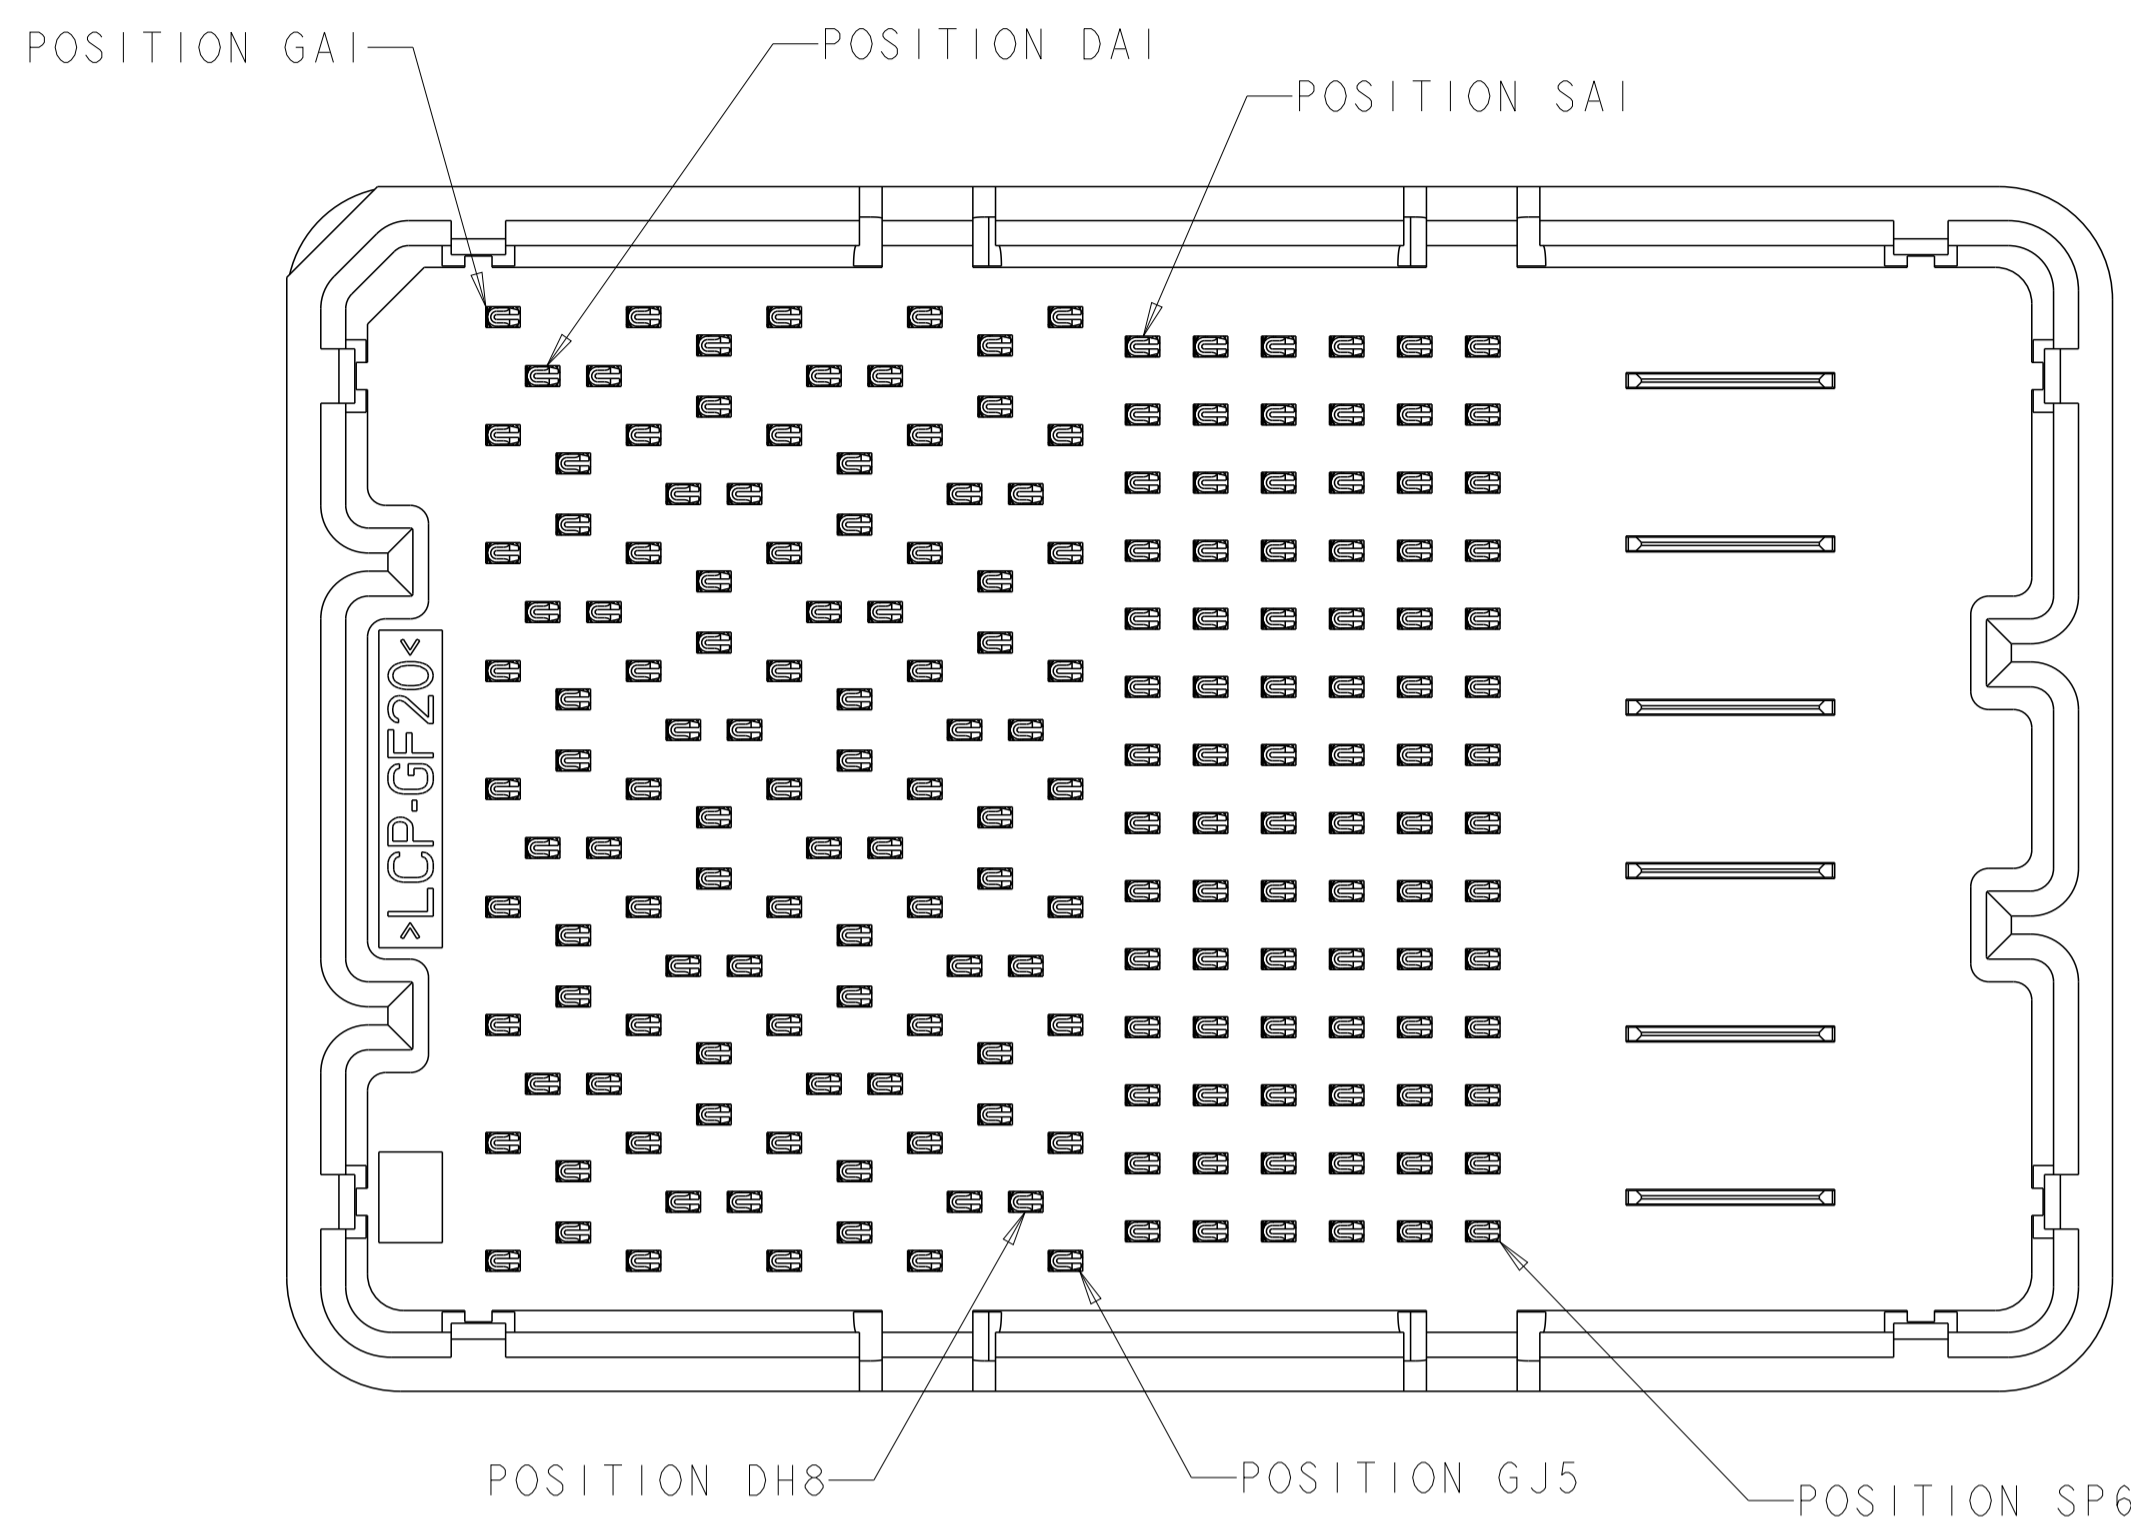 POSITION GA1
POSITION DA1
POSITION SA1
>LCP-GF20<
POSITION DH8
POSITION GJ5
POSITION SP6